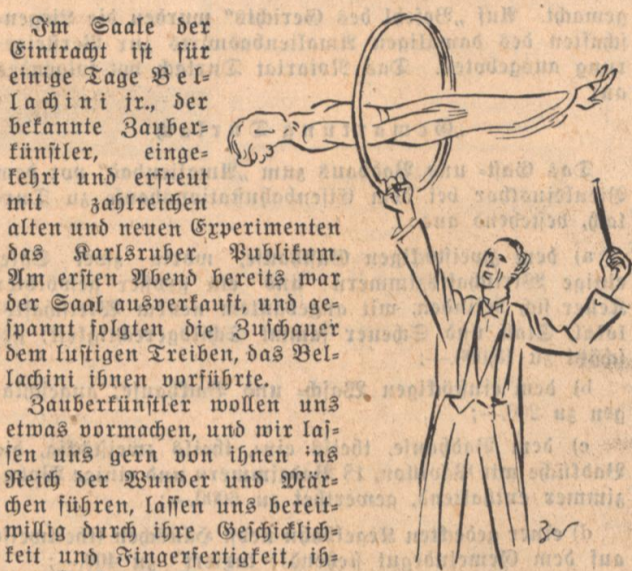 Im Saale der
Eintracht ist für
einige Tage Bel-
lachini jr., der
bekannte Zauber-
künstler, einge-
kehrt und erfreut
mit zahlreichen
alten und neuen Experimenten
das Karlsruher Publikum.
Am ersten Abend bereits war
der Saal ausverkauft, und ge-
spannt folgten die Zuschauer
dem lustigen Treiben, das Bel-
lachini ihnen vorführte.
Zauberkünstler wollen uns
etwas vormachen, und wir las-
sen uns gern von ihnen ins
Reich der Wunder und Mär-
chen führen, lassen uns bereit-
willig durch ihre Geschicklich-
keit und Fingerfertigkeit, ih-